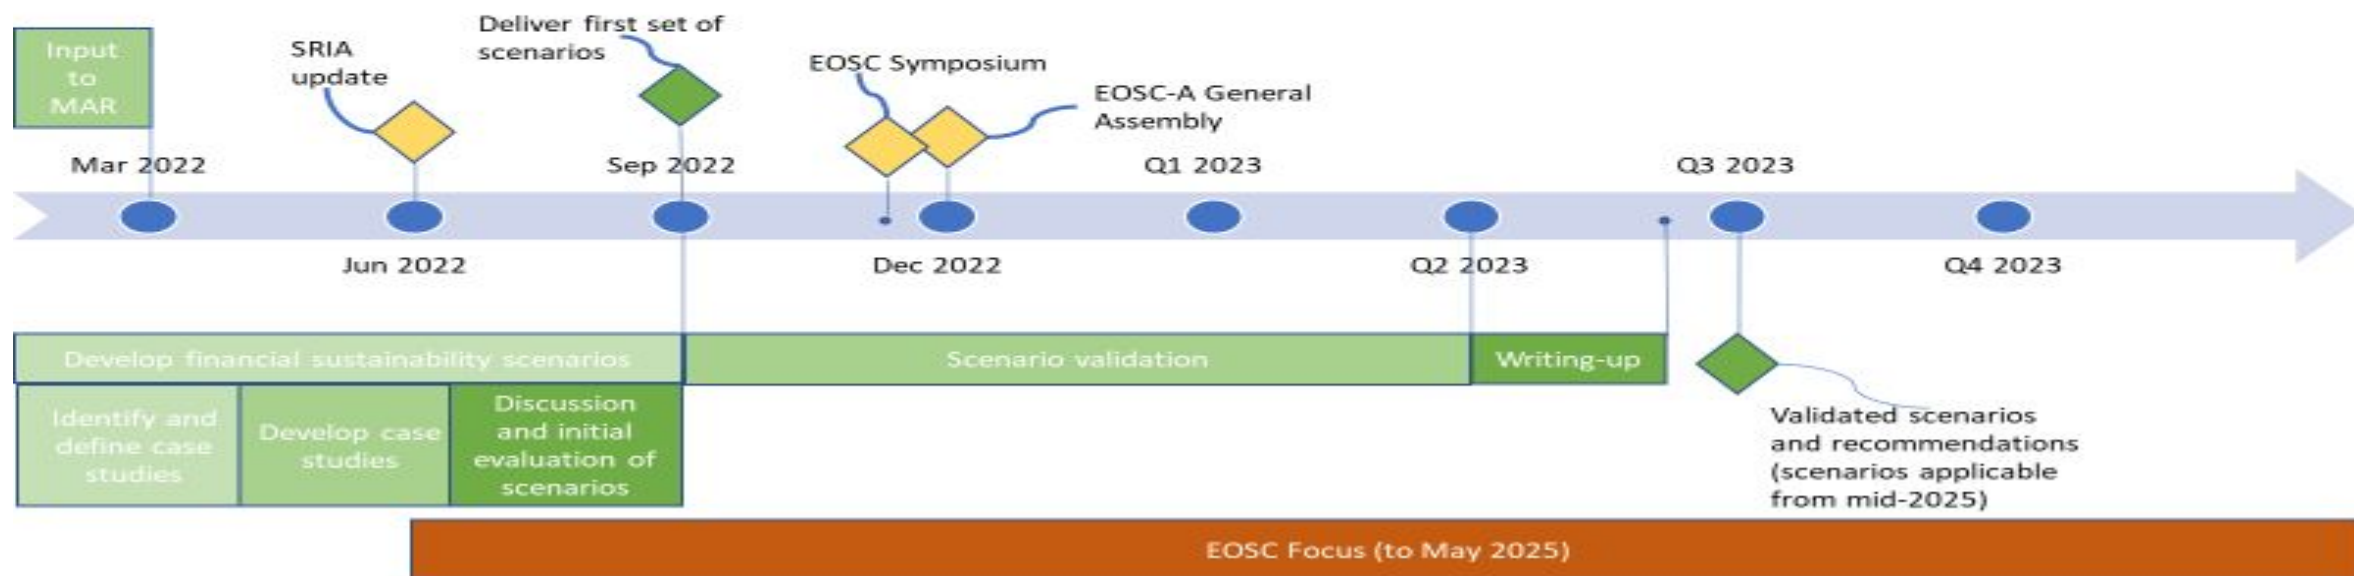 Input
to
MAR
SRIA
update
Deliver first set of
scenarios
EOSC Symposium
EOSC-A General
Assembly
Mar 2022
Sep 2022
Q1 2023
Q3 2023
Jun 2022
Dec 2022
Q2 2023
Q4 2023
Develop financial sustainability scenarios
Scenario validation
Writing-up
Identify and
define case
studies
Develop case
studies
Discussion
and initial
evaluation of
scenarios
Validated scenarios
and recommendations
(scenarios applicable
from mid-2025)
EOSC Focus (to May 2025)